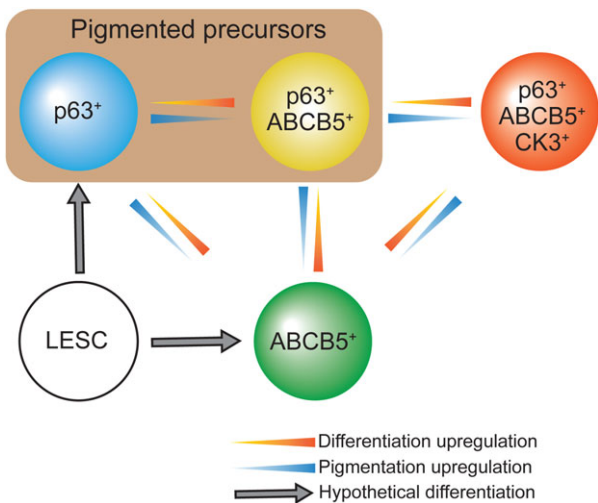 Pigmented precursors
p63⁺
p63⁺
ABCB5⁺
p63⁺
ABCB5⁺
CK3⁺
LESC
ABCB5⁺
Differentiation upregulation
Pigmentation upregulation
Hypothetical differentiation